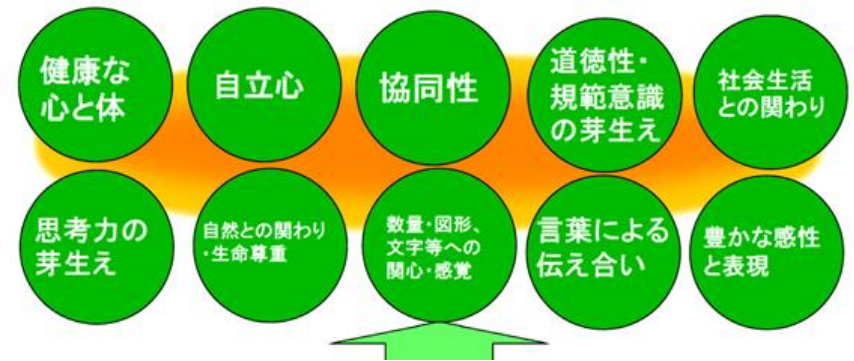 健康な
心と体
自立心
協同性
道徳性・
規範意識
の芽生え
社会生活
との関わり
思考力の
芽生え
自然との関わり
・生命尊重
数量・図形、
文字等への
関心・感覚
言葉による
伝え合い
豊かな感性
と表現